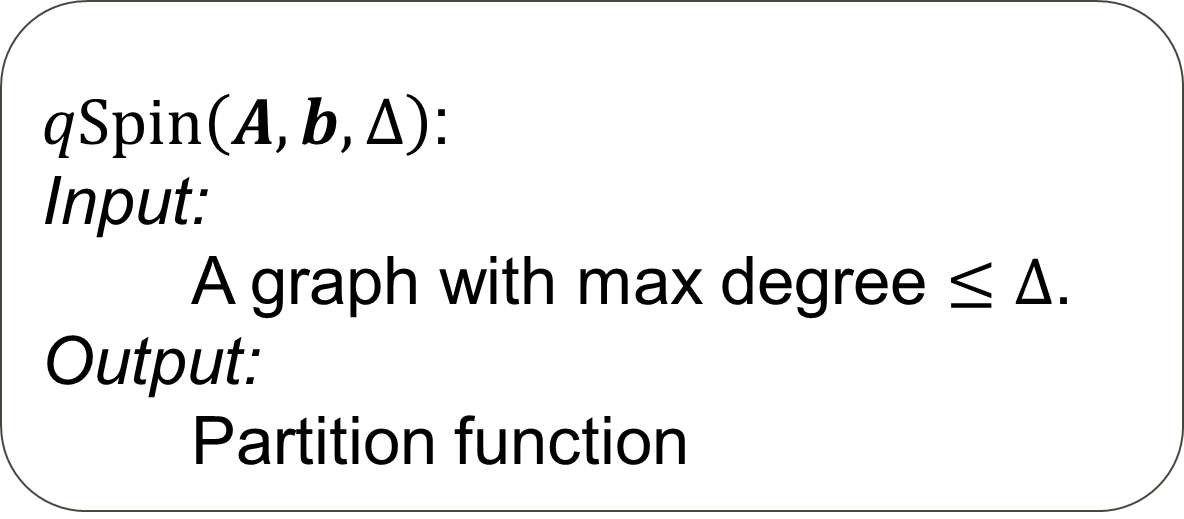 qSpin(A, b, Δ):
Input:
A graph with max degree ≤ Δ.
Output:
Partition function